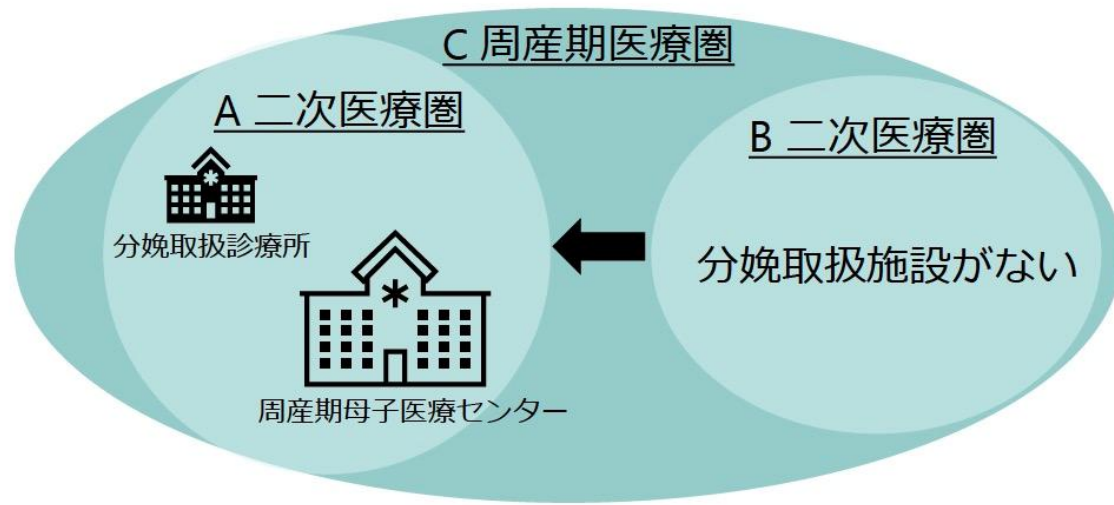 C 周産期医療圏
A 二次医療圏
分娩取扱診療所
周産期母子医療センター
B 二次医療圏
分娩取扱施設がない